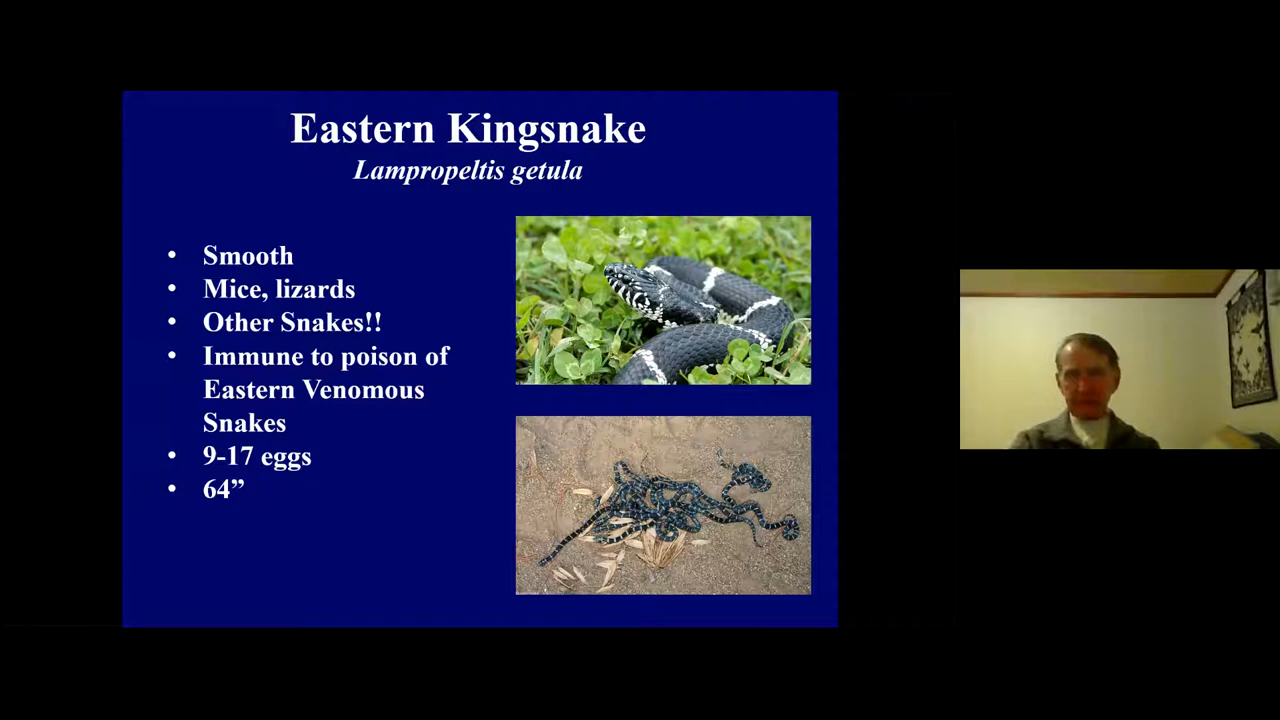 Eastern Kingsnake
Lampropeltis getula
• Smooth
• Mice, lizards
• Other Snakes!!
• Immune to poison of
Eastern Venomous
Snakes
• 9-17 eggs
• 64”